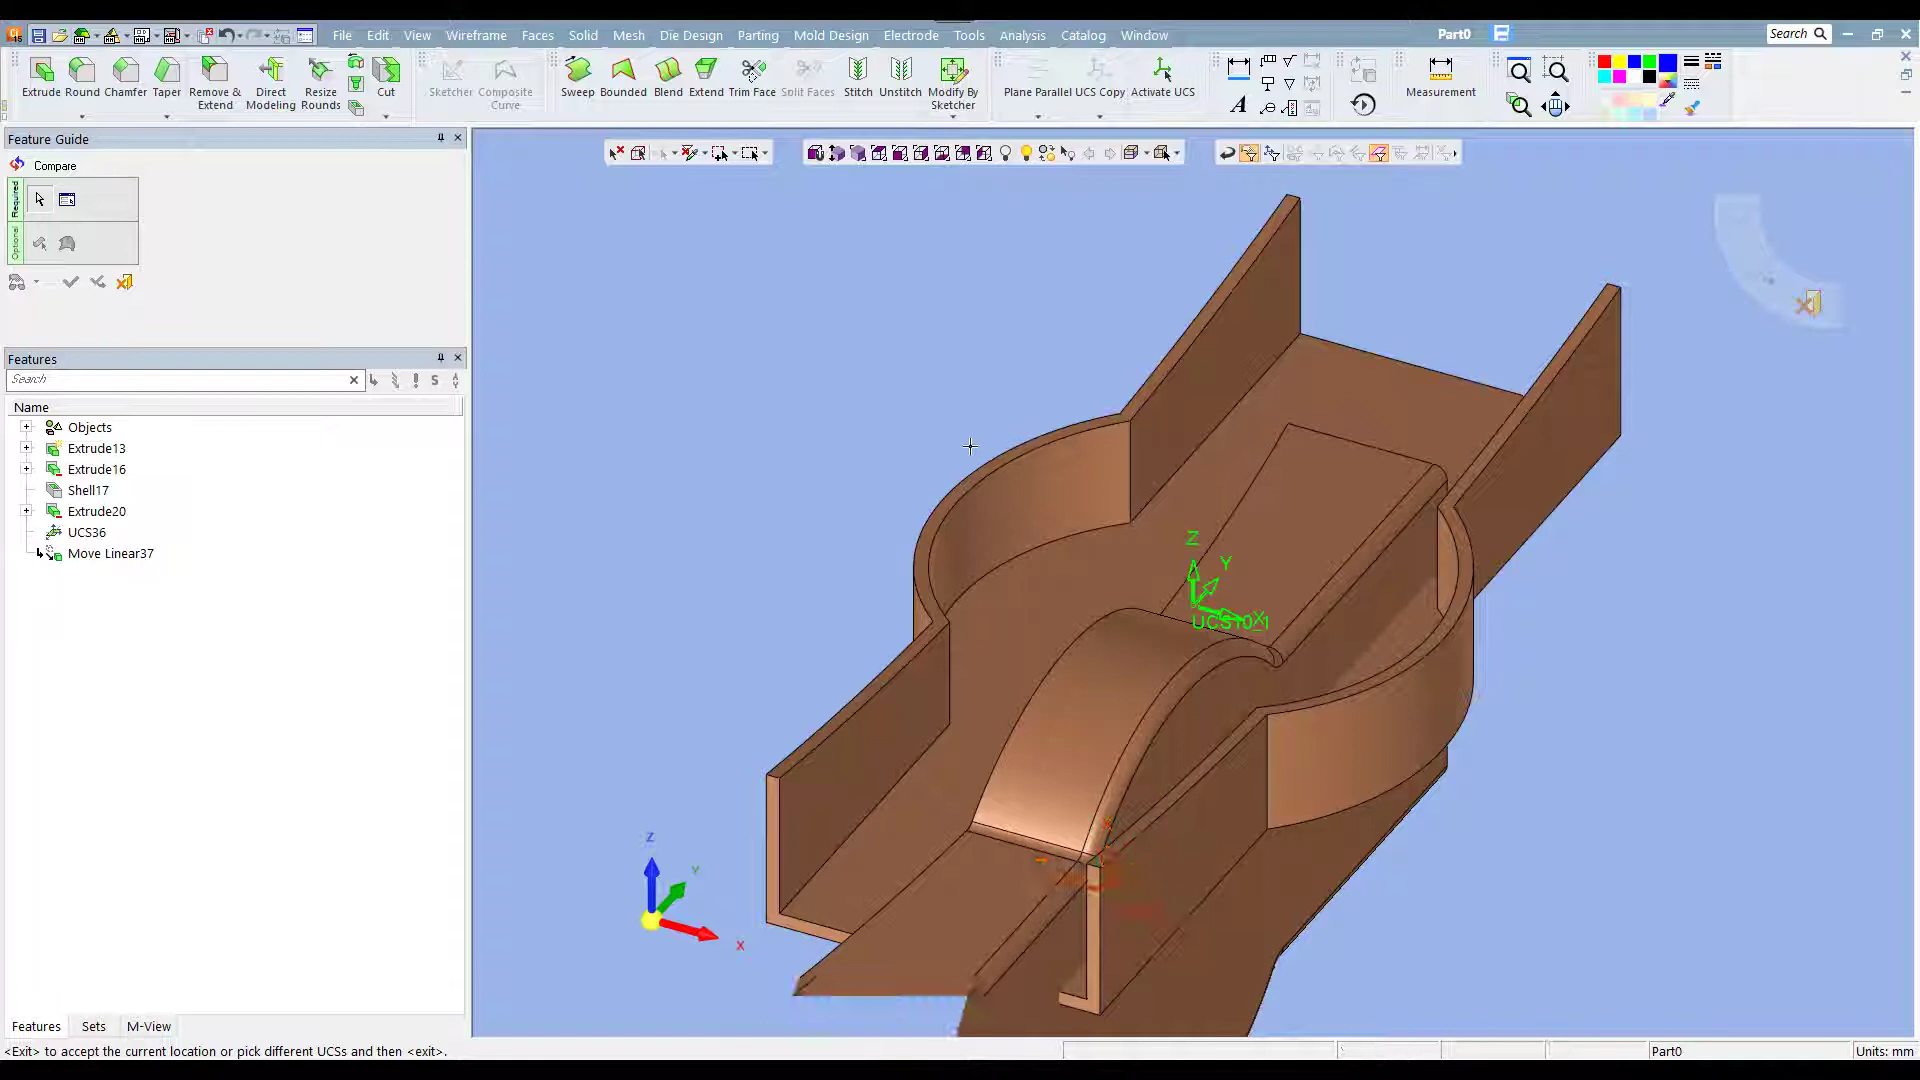 15
File Edit View Wireframe Faces Solid Mesh Die Design Parting Mold Design Electrode Tools Analysis Catalog Window
Part0
Search
Extrude Round Chamfer Taper Remove & Extend Direct Modeling Resize Rounds Cut
Sketcher Composite Curve
Sweep Bounded Blend Extend Trim Face Split Faces Stitch Unstitch Modify By Sketcher
Plane Parallel UCS Copy Activate UCS
A
Measurement
Feature Guide
Compare
Required
Optional
Features
Search
S
Name
Objects
Extrude13
Extrude16
Shell17
Extrude20
UCS36
Move Linear37
Z
Y
X
UCS10_1
Z
Y
X
Features Sets M-View
<Exit> to accept the current location or pick different UCSs and then <exit>.
Part0
Units: mm